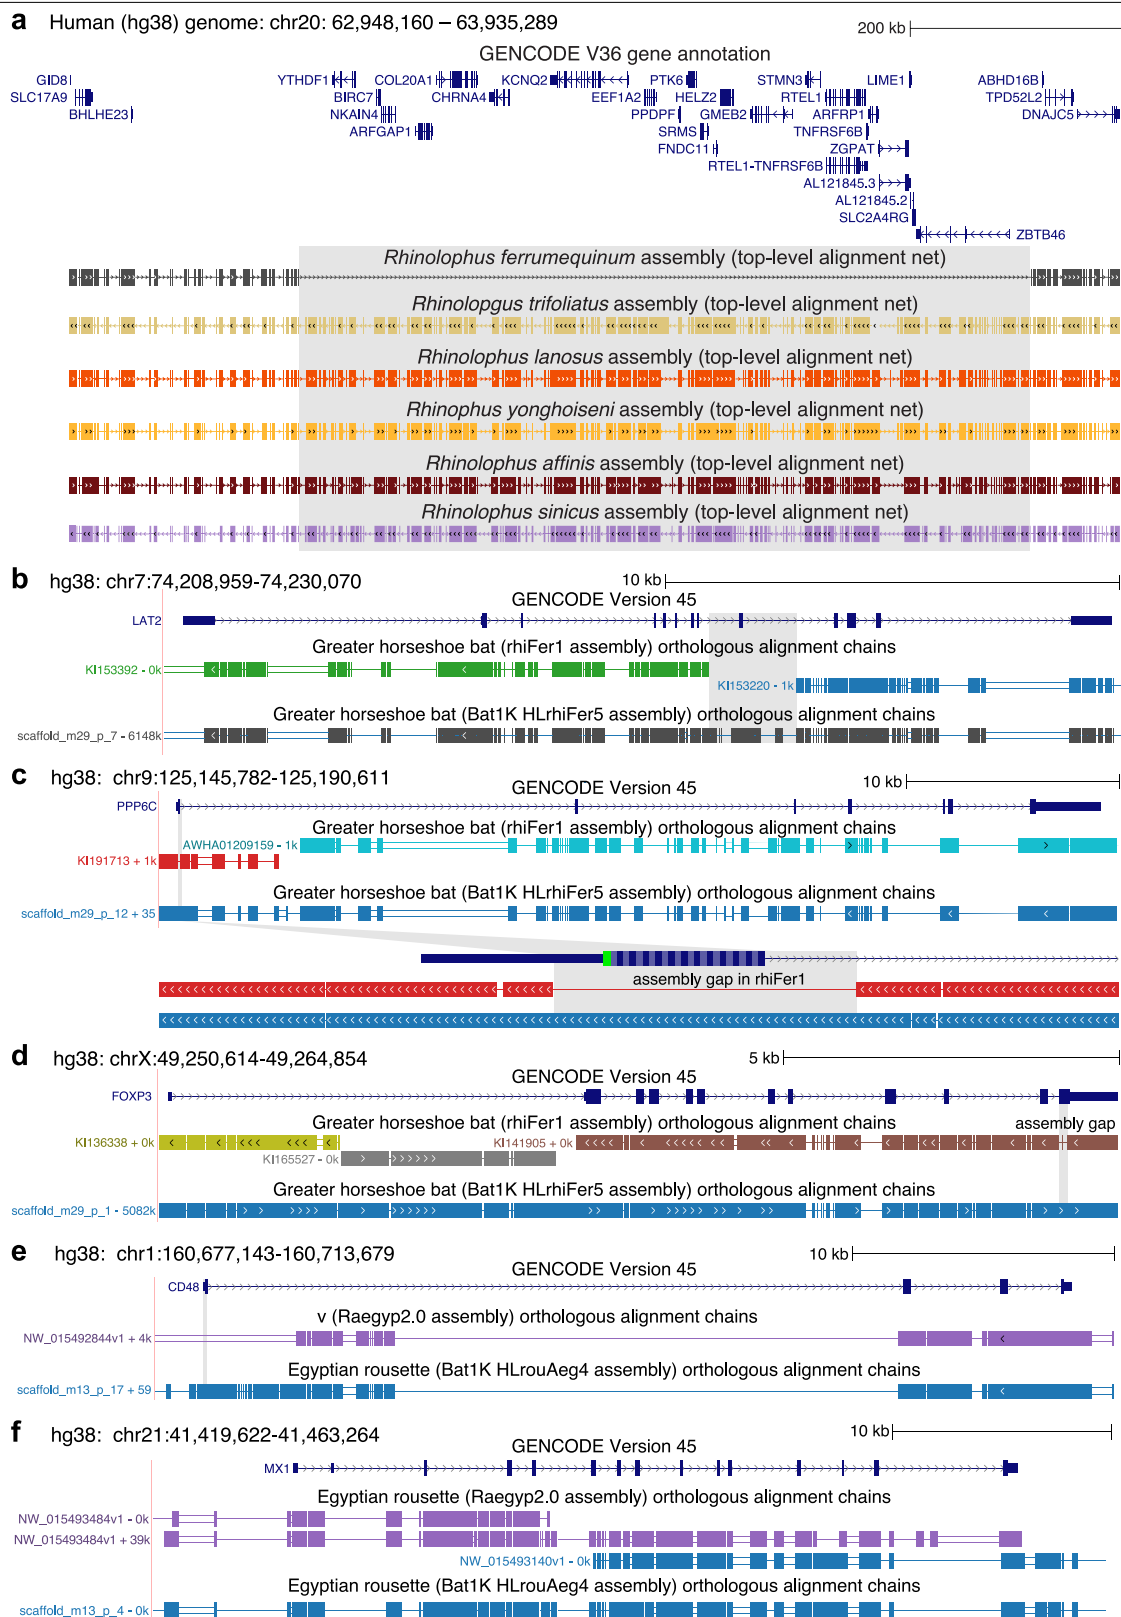 a Human (hg38) genome: chr20: 62,948,160 – 63,935,289
200 kb
GENCODE V36 gene annotation
GID8 YTHDF1 COL20A1 KCNQ2 PTK6 STMN3 LIME1 ABHD16B
SLC17A9 BIRC7 CHRNA4 EEF1A2 HELZ2 RTEL1 TPD52L2
BHLHE23 NKAIN4 PPDPF GMEB2 ARFRP1 DNAJC5
ARFGAP1 SRMS TNFRSF6B
FNDC11 ZGPAT
RTEL1-TNFRSF6B
AL121845.3
AL121845.2
SLC2A4RG
ZBTB46
Rhinolophus ferrumequinum assembly (top-level alignment net)
Rhinolopgus trifoliatus assembly (top-level alignment net)
Rhinolophus lanosus assembly (top-level alignment net)
Rhinophus yonghoiseni assembly (top-level alignment net)
Rhinolophus affinis assembly (top-level alignment net)
Rhinolophus sinicus assembly (top-level alignment net)
b hg38: chr7:74,208,959-74,230,070
10 kb
GENCODE Version 45
LAT2
Greater horseshoe bat (rhiFer1 assembly) orthologous alignment chains
KI153392 - 0k
KI153220 - 1k
Greater horseshoe bat (Bat1K HLrhiFer5 assembly) orthologous alignment chains
scaffold_m29_p_7 - 6148k
c hg38: chr9:125,145,782-125,190,611
10 kb
GENCODE Version 45
PPP6C
Greater horseshoe bat (rhiFer1 assembly) orthologous alignment chains
AWHA01209159 - 1k
KI191713 + 1k
Greater horseshoe bat (Bat1K HLrhiFer5 assembly) orthologous alignment chains
scaffold_m29_p_12 + 35
assembly gap in rhiFer1
d hg38: chrX:49,250,614-49,264,854
5 kb
GENCODE Version 45
FOXP3
Greater horseshoe bat (rhiFer1 assembly) orthologous alignment chains
assembly gap
KI136338 + 0k
KI141905 + 0k
KI165527 - 0k
Greater horseshoe bat (Bat1K HLrhiFer5 assembly) orthologous alignment chains
scaffold_m29_p_1 - 5082k
e hg38: chr1:160,677,143-160,713,679
10 kb
GENCODE Version 45
CD48
v (Raegyp2.0 assembly) orthologous alignment chains
NW_015492844v1 + 4k
Egyptian rousette (Bat1K HLrouAeg4 assembly) orthologous alignment chains
scaffold_m13_p_17 + 59
f hg38: chr21:41,419,622-41,463,264
10 kb
GENCODE Version 45
MX1
Egyptian rousette (Raegyp2.0 assembly) orthologous alignment chains
NW_015493484v1 - 0k
NW_015493484v1 + 39k
NW_015493140v1 - 0k
Egyptian rousette (Bat1K HLrouAeg4 assembly) orthologous alignment chains
scaffold_m13_p_4 - 0k